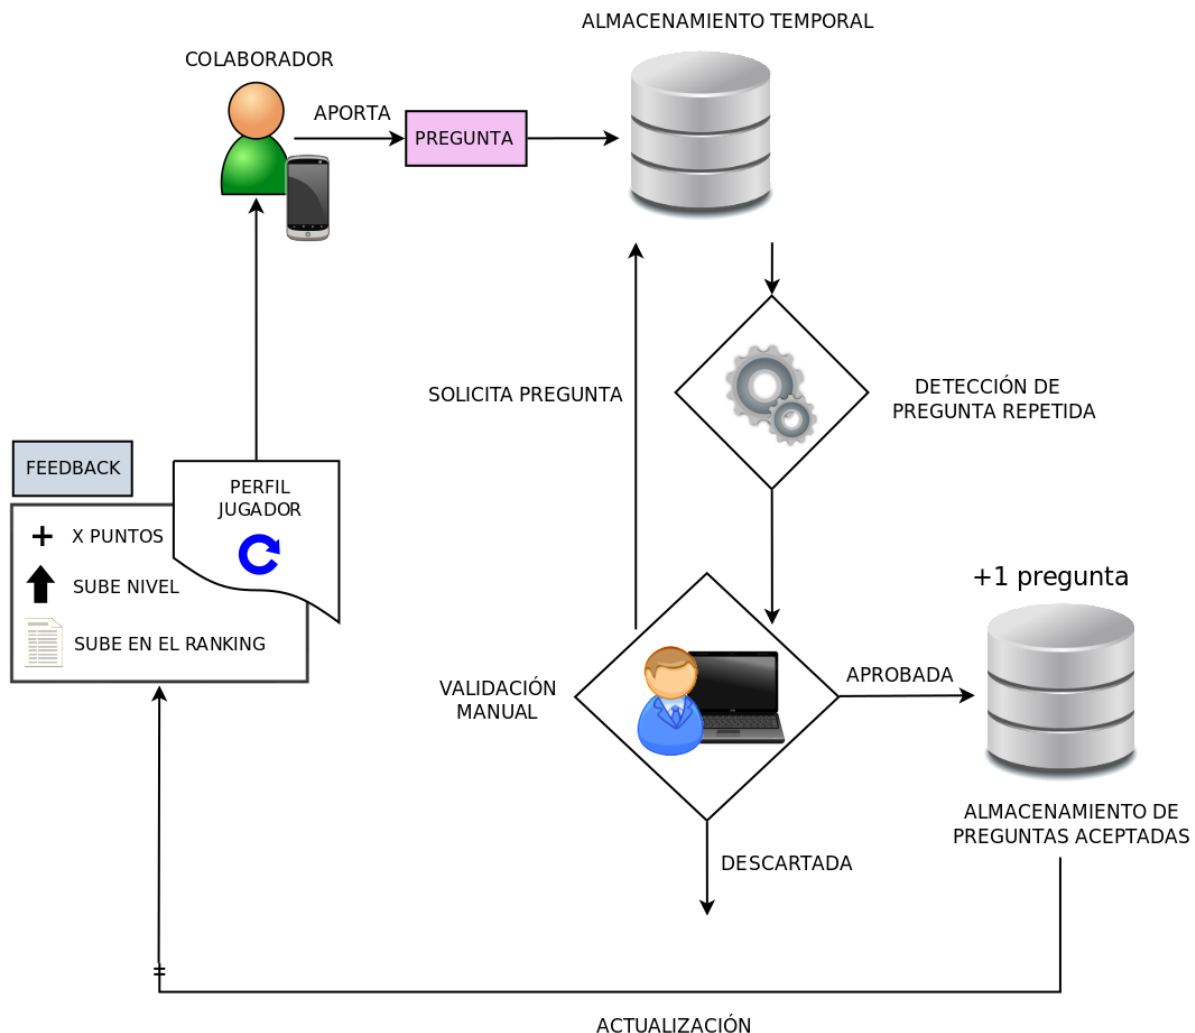 ALMACENAMIENTO TEMPORAL
COLABORADOR
APORTA
PREGUNTA
SOLICITA PREGUNTA
DETECCIÓN DE
PREGUNTA REPETIDA
FEEDBACK
PERFIL
JUGADOR
+ X PUNTOS
SUBE NIVEL
SUBE EN EL RANKING
+1 pregunta
VALIDACIÓN
MANUAL
APROBADA
ALMACENAMIENTO DE
PREGUNTAS ACEPTADAS
DESCARTADA
ACTUALIZACIÓN